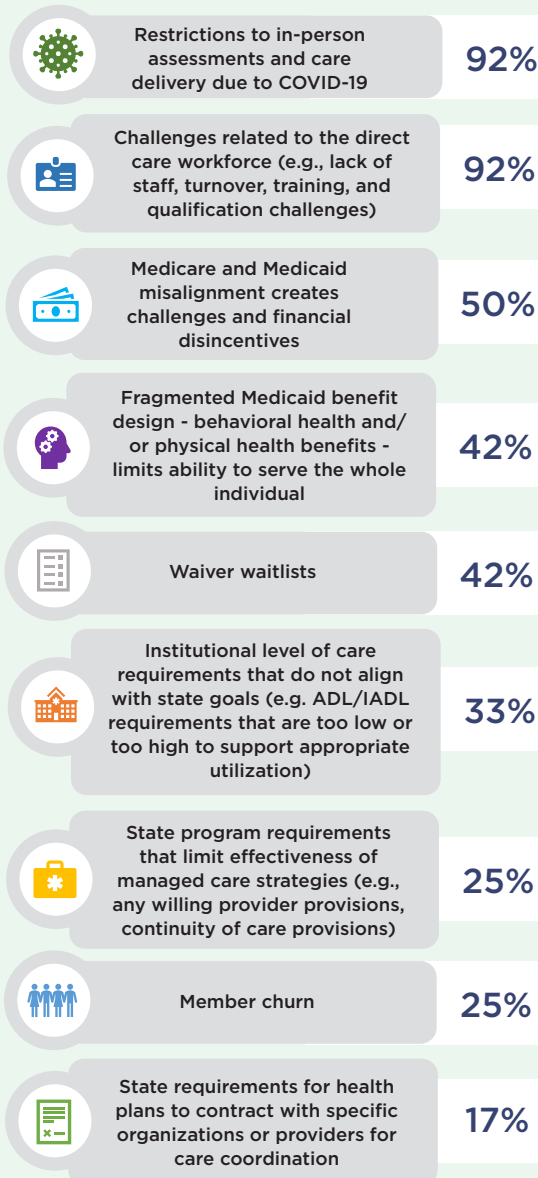 Restrictions to in-person
assessments and care
delivery due to COVID-19
92%
Challenges related to the direct
care workforce (e.g., lack of
staff, turnover, training, and
qualification challenges)
92%
Medicare and Medicaid
misalignment creates
challenges and financial
disincentives
50%
Fragmented Medicaid benefit
design - behavioral health and/
or physical health benefits -
limits ability to serve the whole
individual
42%
Waiver waitlists
42%
Institutional level of care
requirements that do not align
with state goals (e.g. ADL/IADL
requirements that are too low or
too high to support appropriate
utilization)
33%
State program requirements
that limit effectiveness of
managed care strategies (e.g.,
any willing provider provisions,
continuity of care provisions)
25%
Member churn
25%
State requirements for health
plans to contract with specific
organizations or providers for
care coordination
17%